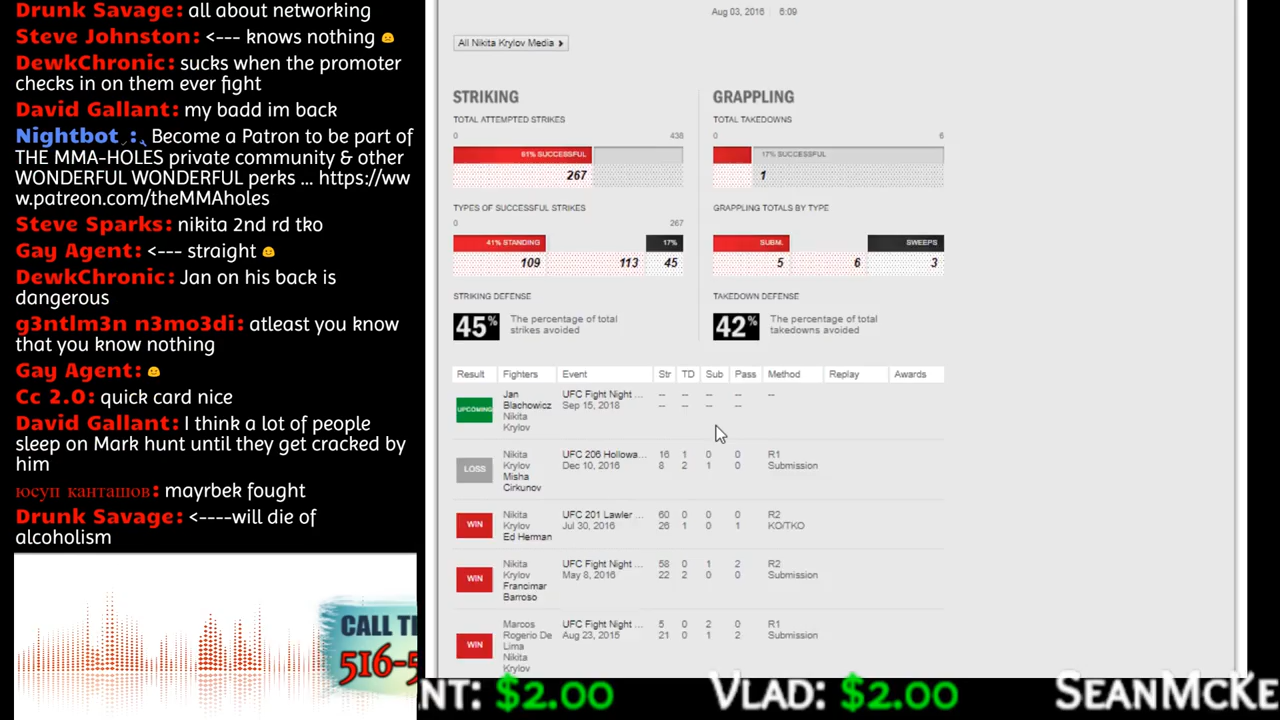 Drunk Savage: all about networking
Steve Johnston: <--- knows nothing
DewkChronic: sucks when the promoter
checks in on them ever fight
David Gallant: my badd im back
Nightbot : Become a Patron to be part of
THE MMA-HOLES private community & other
WONDERFUL WONDERFUL perks ... https://ww
w.patreon.com/theMMAholes
Steve Sparks: nikita 2nd rd tko
Gay Agent: <--- straight
DewkChronic: Jan on his back is
dangerous
g3ntlm3n n3mo3di: atleast you know
that you know nothing
Gay Agent:
Cc 2.0: quick card nice
David Gallant: I think a lot of people
sleep on Mark hunt until they get cracked by
him
юсуп канташов: mayrbek fought
Drunk Savage: <----will die of
alcoholism
CALL T
516-5
Aug 03, 2016 | 6:09
All Nikita Krylov Media
STRIKING
TOTAL ATTEMPTED STRIKES
0 438
61% SUCCESSFUL
267
TYPES OF SUCCESSFUL STRIKES
0 267
41% STANDING 17%
109 113 45
STRIKING DEFENSE
45% The percentage of total
strikes avoided
GRAPPLING
TOTAL TAKEDOWNS
0 6
17% SUCCESSFUL
1
GRAPPLING TOTALS BY TYPE
SUBM. SWEEPS
5 6 3
TAKEDOWN DEFENSE
42% The percentage of total
takedowns avoided
Result Fighters Event Str TD Sub Pass Method Replay Awards
Jan UFC Fight Night ... -- -- -- -- --
UPCOMING Blachowicz Sep 15, 2018 -- -- -- --
Nikita
Krylov
Nikita UFC 206 Hollowa... 16 1 0 0 R1
LOSS Krylov Dec 10, 2016 8 2 1 0 Submission
Misha
Cirkunov
Nikita UFC 201 Lawler ... 60 0 0 0 R2
WIN Krylov Jul 30, 2016 26 1 0 1 KO/TKO
Ed Herman
Nikita UFC Fight Night ... 58 0 1 2 R2
WIN Krylov May 8, 2016 22 2 0 0 Submission
Francimar
Barroso
Marcos UFC Fight Night ... 5 0 2 0 R1
WIN Rogerio De Aug 23, 2015 21 0 1 2 Submission
Lima
Nikita
Krylov
NT: $2.00 VLAD: $2.00 SEANMCKE